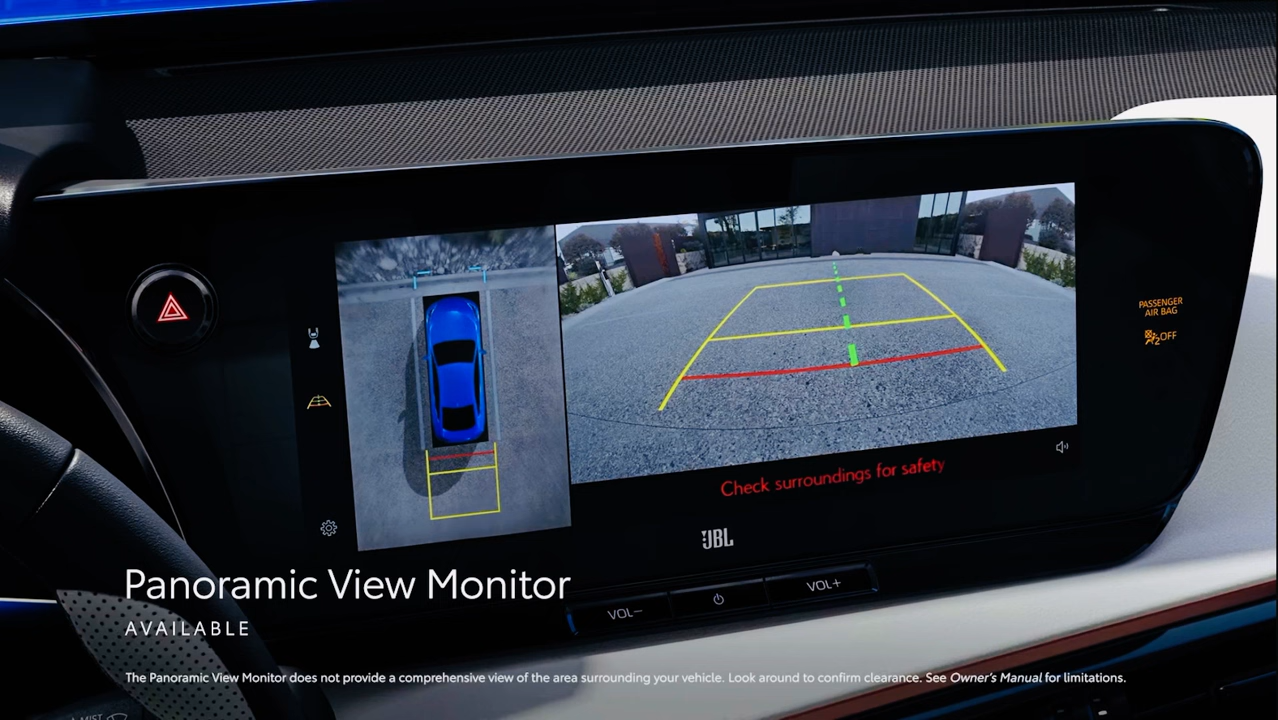 PASSENGER
AIR BAG
2 OFF
Check surroundings for safety
JBL
VOL− VOL+
Panoramic View Monitor
AVAILABLE
The Panoramic View Monitor does not provide a comprehensive view of the area surrounding your vehicle. Look around to confirm clearance. See Owner's Manual for limitations.
MIST